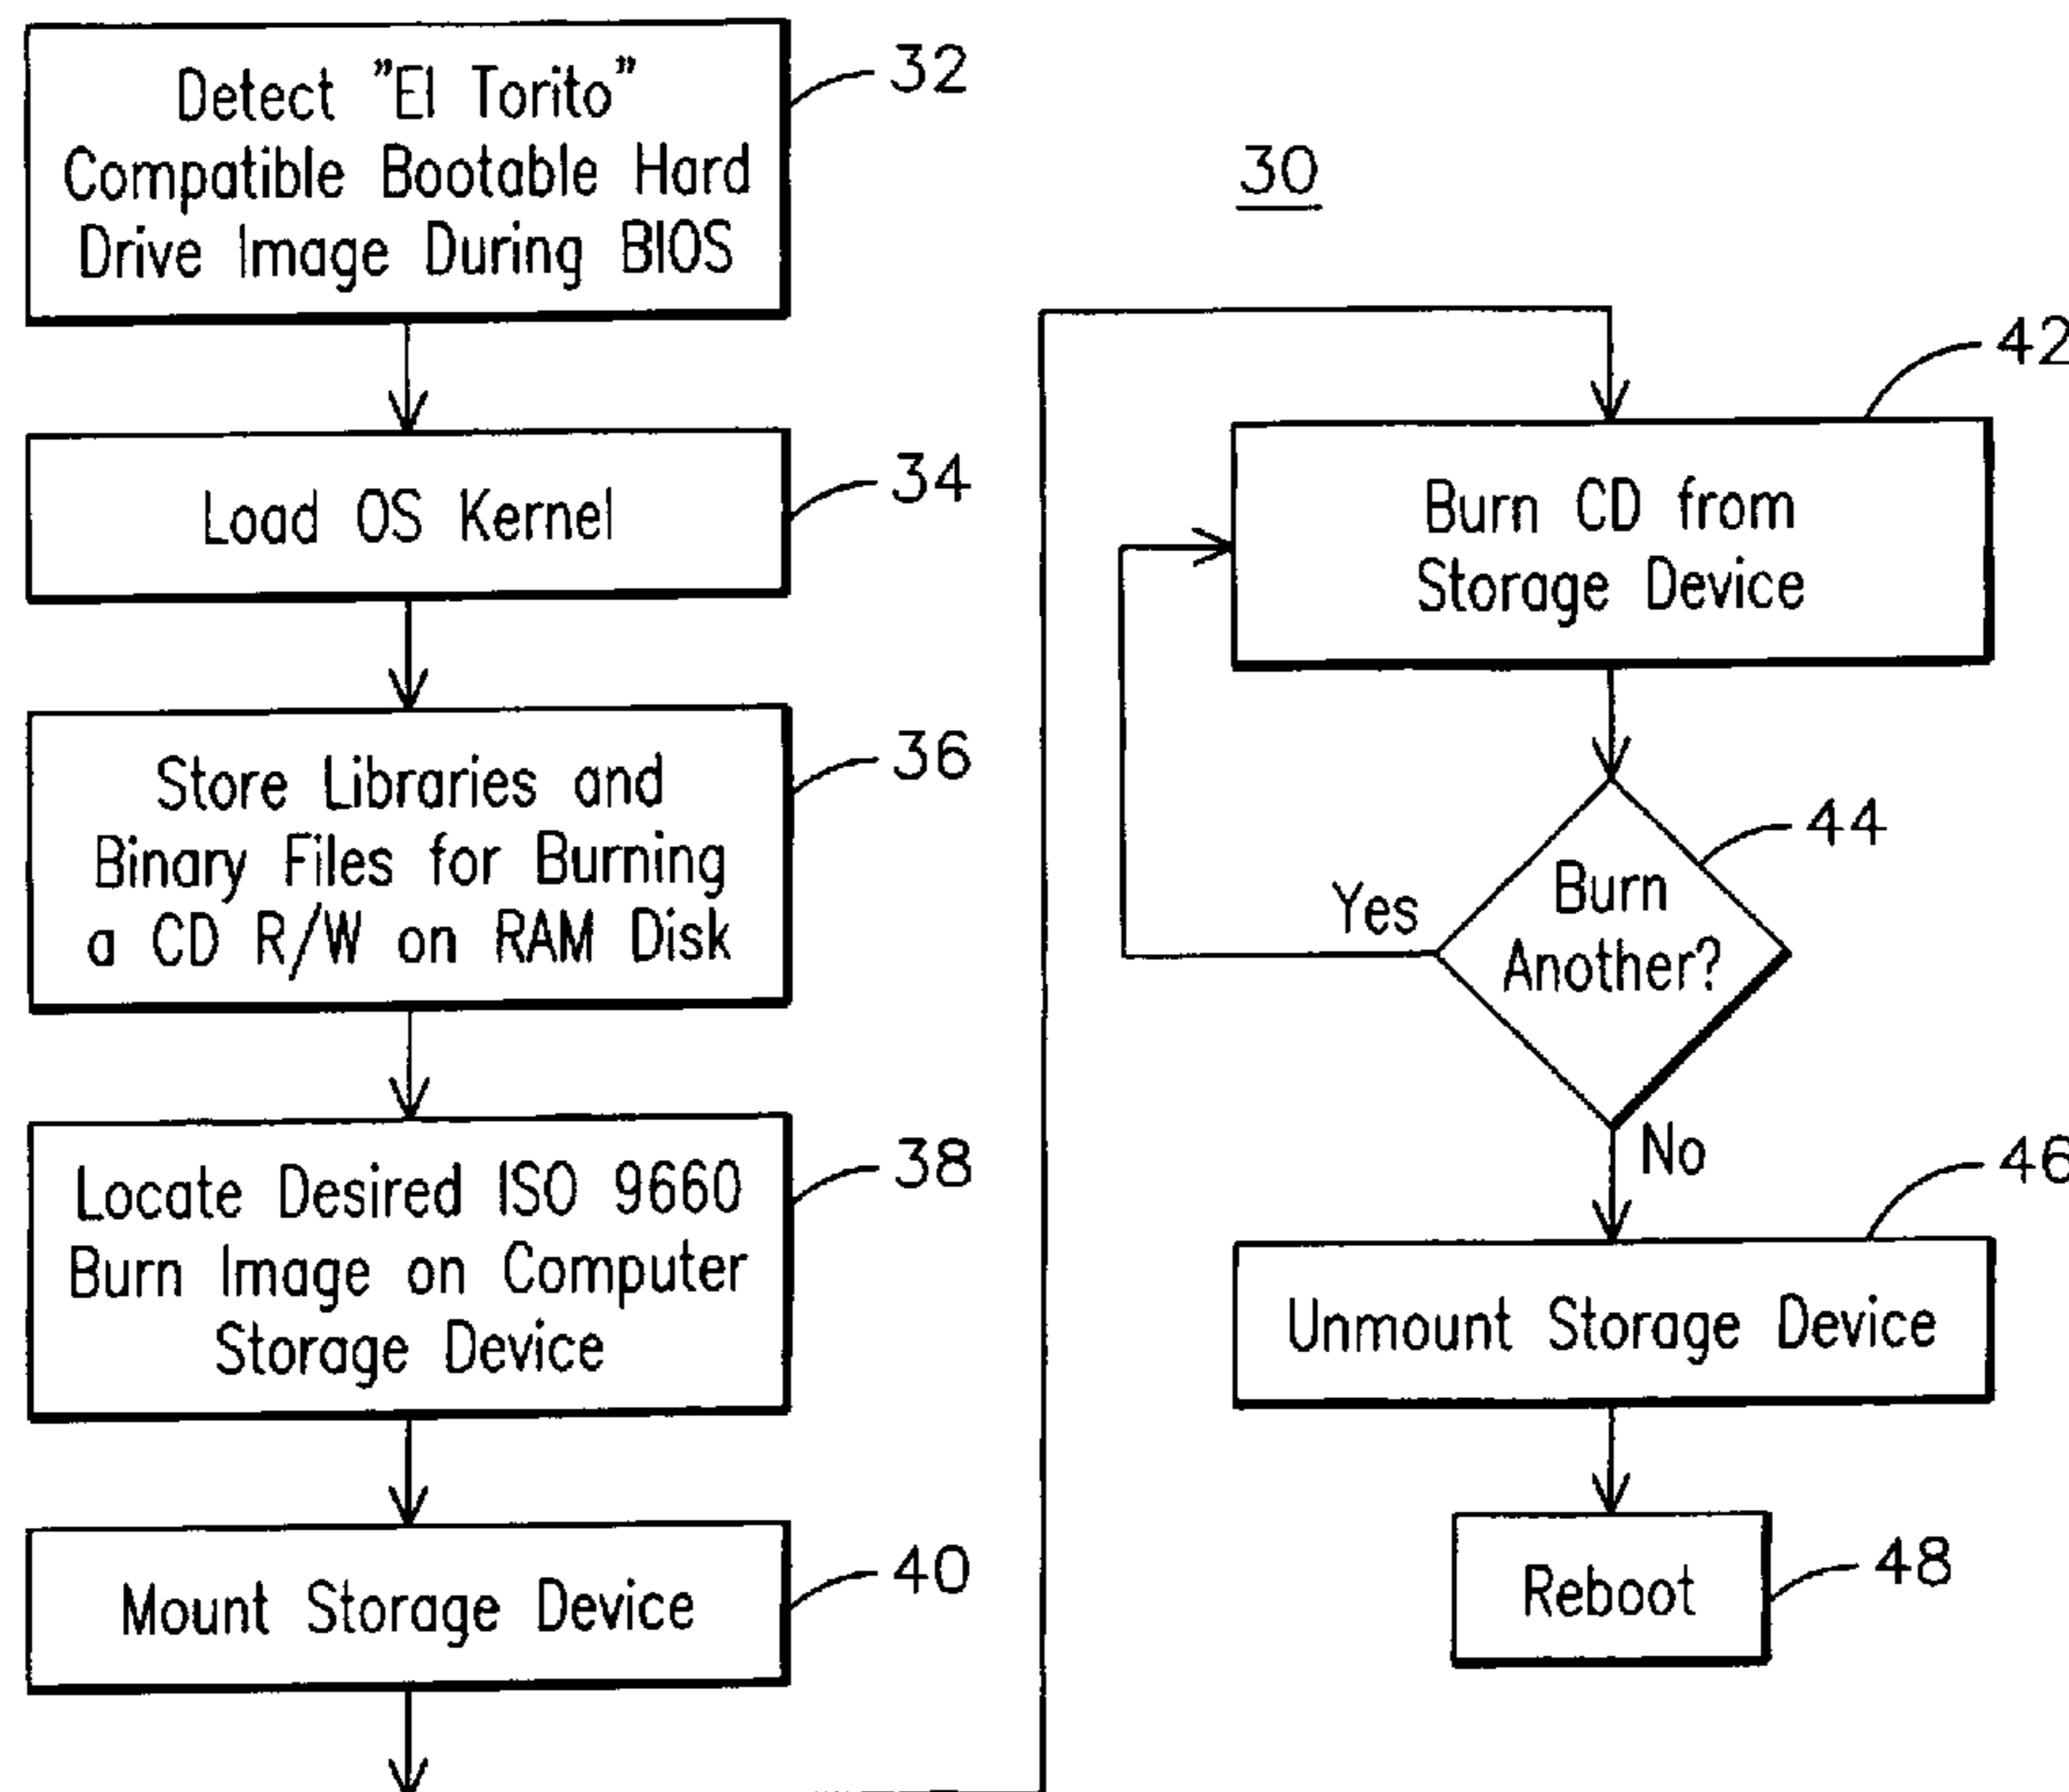 Detect "El Torito"
Compatible Bootable Hard
Drive Image During BIOS
32
Load OS Kernel
34
Store Libraries and
Binary Files for Burning
a CD R/W on RAM Disk
36
Locate Desired ISO 9660
Burn Image on Computer
Storage Device
38
Mount Storage Device
40
30
42
Burn CD from
Storage Device
44
Burn
Another?
Yes
No
46
Unmount Storage Device
Reboot
48